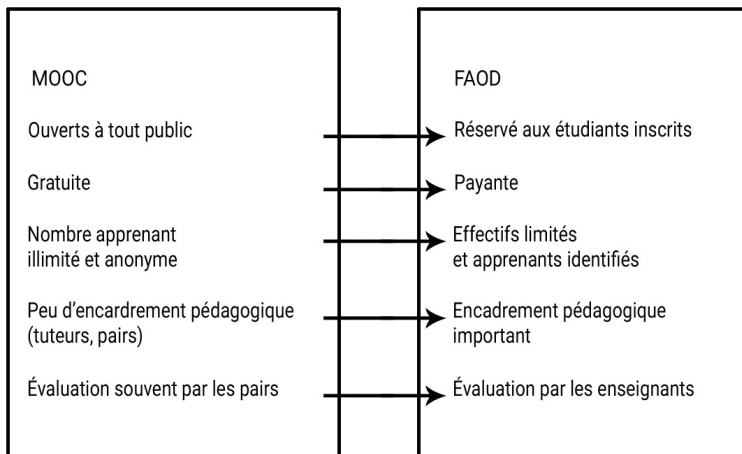 MOOC
Ouverts à tout public
Gratuite
Nombre apprenant
illimité et anonyme
Peu d’encardrement pédagogique
(tuteurs, pairs)
Évaluation souvent par les pairs
FAOD
Réservé aux étudiants inscrits
Payante
Effectifs limités
et apprenants identifiés
Encadrement pédagogique
important
Évaluation par les enseignants